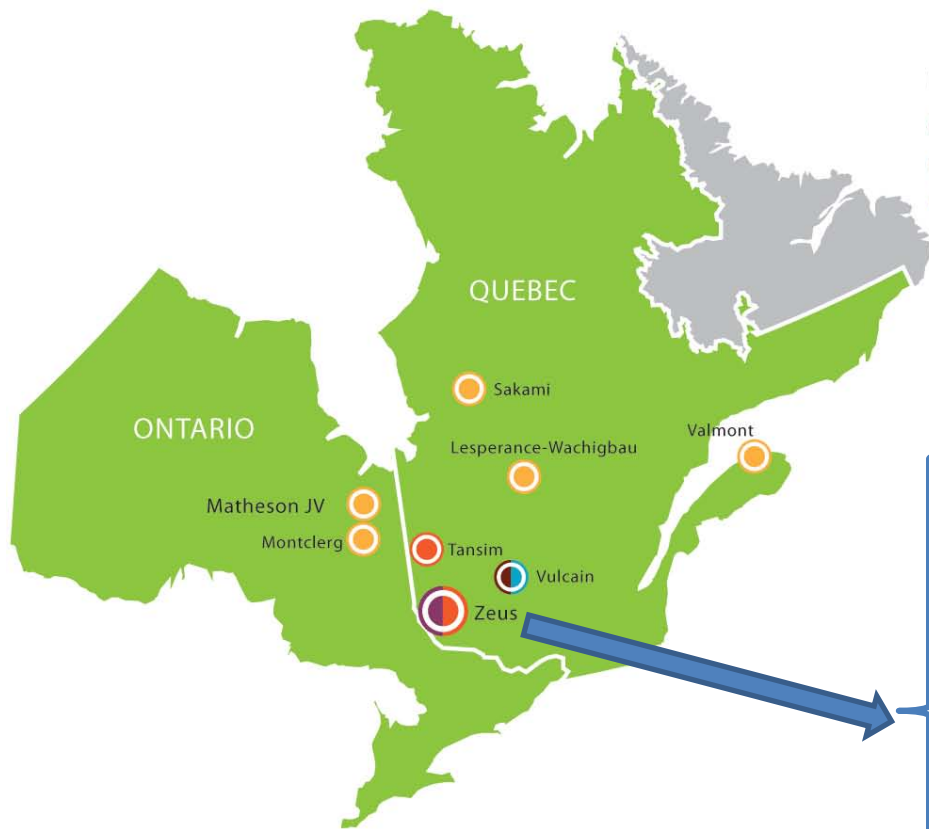 QUEBEC
Sakami
ONTARIO
Valmont
Lesperance-Wachigbau
Matheson JV
Montclerg
Tansim
Vulcain
Zeus